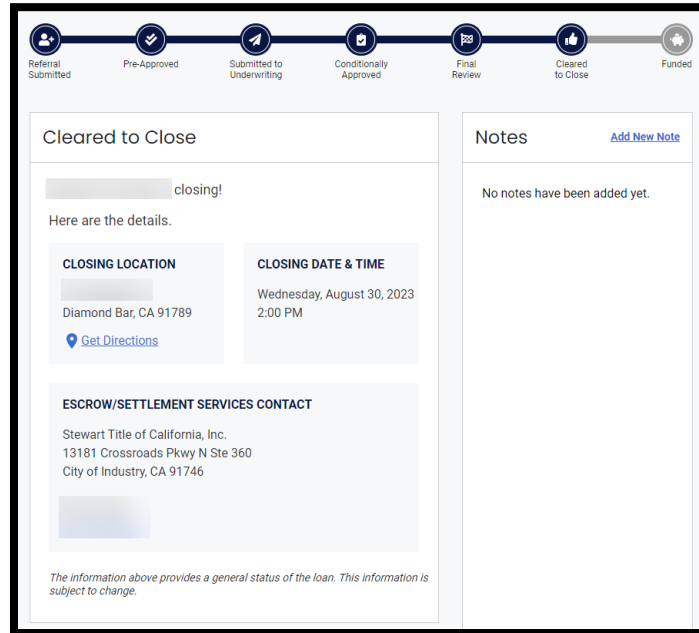 Referral
Submitted
Pre-Approved
Submitted to
Underwriting
Conditionally
Approved
Final
Review
Cleared
to Close
Funded
Cleared to Close
closing!
Here are the details.
CLOSING LOCATION
Diamond Bar, CA 91789
Get Directions
CLOSING DATE & TIME
Wednesday, August 30, 2023
2:00 PM
ESCROW/SETTLEMENT SERVICES CONTACT
Stewart Title of California, Inc.
13181 Crossroads Pkwy N Ste 360
City of Industry, CA 91746
The information above provides a general status of the loan. This information is
subject to change.
Notes
Add New Note
No notes have been added yet.